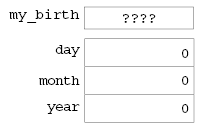 my_birth ????
day 0
month 0
year 0